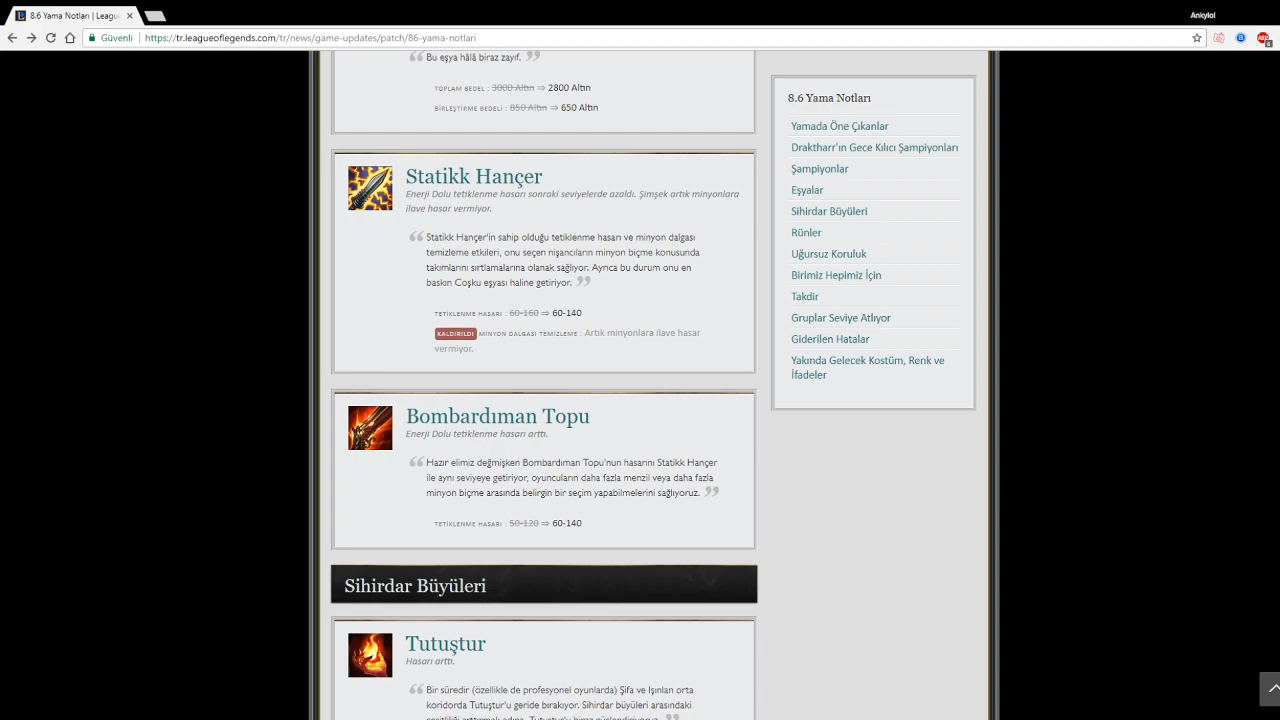 8.6 Yama Notları | Leagu
Ankylol
Güvenli
https://tr.leagueoflegends.com/tr/news/game-updates/patch/86-yama-notlari
Bu eşya hâlâ biraz zayıf.
TOPLAM BEDEL : 3000 Altın ⇒ 2800 Altın
BİRLEŞTİRME BEDELİ : 850 Altın ⇒ 650 Altın
Statikk Hançer
Enerji Dolu tetiklenme hasarı sonraki seviyelerde azaldı. Şimşek artık minyonlara
ilave hasar vermiyor.
Statikk Hançer'in sahip olduğu tetiklenme hasarı ve minyon dalgası
temizleme etkileri, onu seçen nişancıların minyon biçme konusunda
takımlarını sırtlamalarına olanak sağlıyor. Ayrıca bu durum onu en
baskın Coşku eşyası haline getiriyor.
TETİKLENME HASARI : 60-160 ⇒ 60-140
KALDIRILDI MİNYON DALGASI TEMİZLEME : Artık minyonlara ilave hasar
vermiyor.
Bombardıman Topu
Enerji Dolu tetiklenme hasarı arttı.
Hazır elimiz değmişken Bombardıman Topu'nun hasarını Statikk Hançer
ile aynı seviyeye getiriyor, oyuncuların daha fazla menzil veya daha fazla
minyon biçme arasında belirgin bir seçim yapabilmelerini sağlıyoruz.
TETİKLENME HASARI : 50-120 ⇒ 60-140
Sihirdar Büyüleri
Tutuştur
Hasarı arttı.
Bir süredir (özellikle de profesyonel oyunlarda) Şifa ve Işınlan orta
koridorda Tutuştur'u geride bırakıyor. Sihirdar büyüleri arasındaki
8.6 Yama Notları
Yamada Öne Çıkanlar
Draktharr'ın Gece Kılıcı Şampiyonları
Şampiyonlar
Eşyalar
Sihirdar Büyüleri
Rünler
Uğursuz Koruluk
Birimiz Hepimiz İçin
Takdir
Gruplar Seviye Atlıyor
Giderilen Hatalar
Yakında Gelecek Kostüm, Renk ve
İfadeler